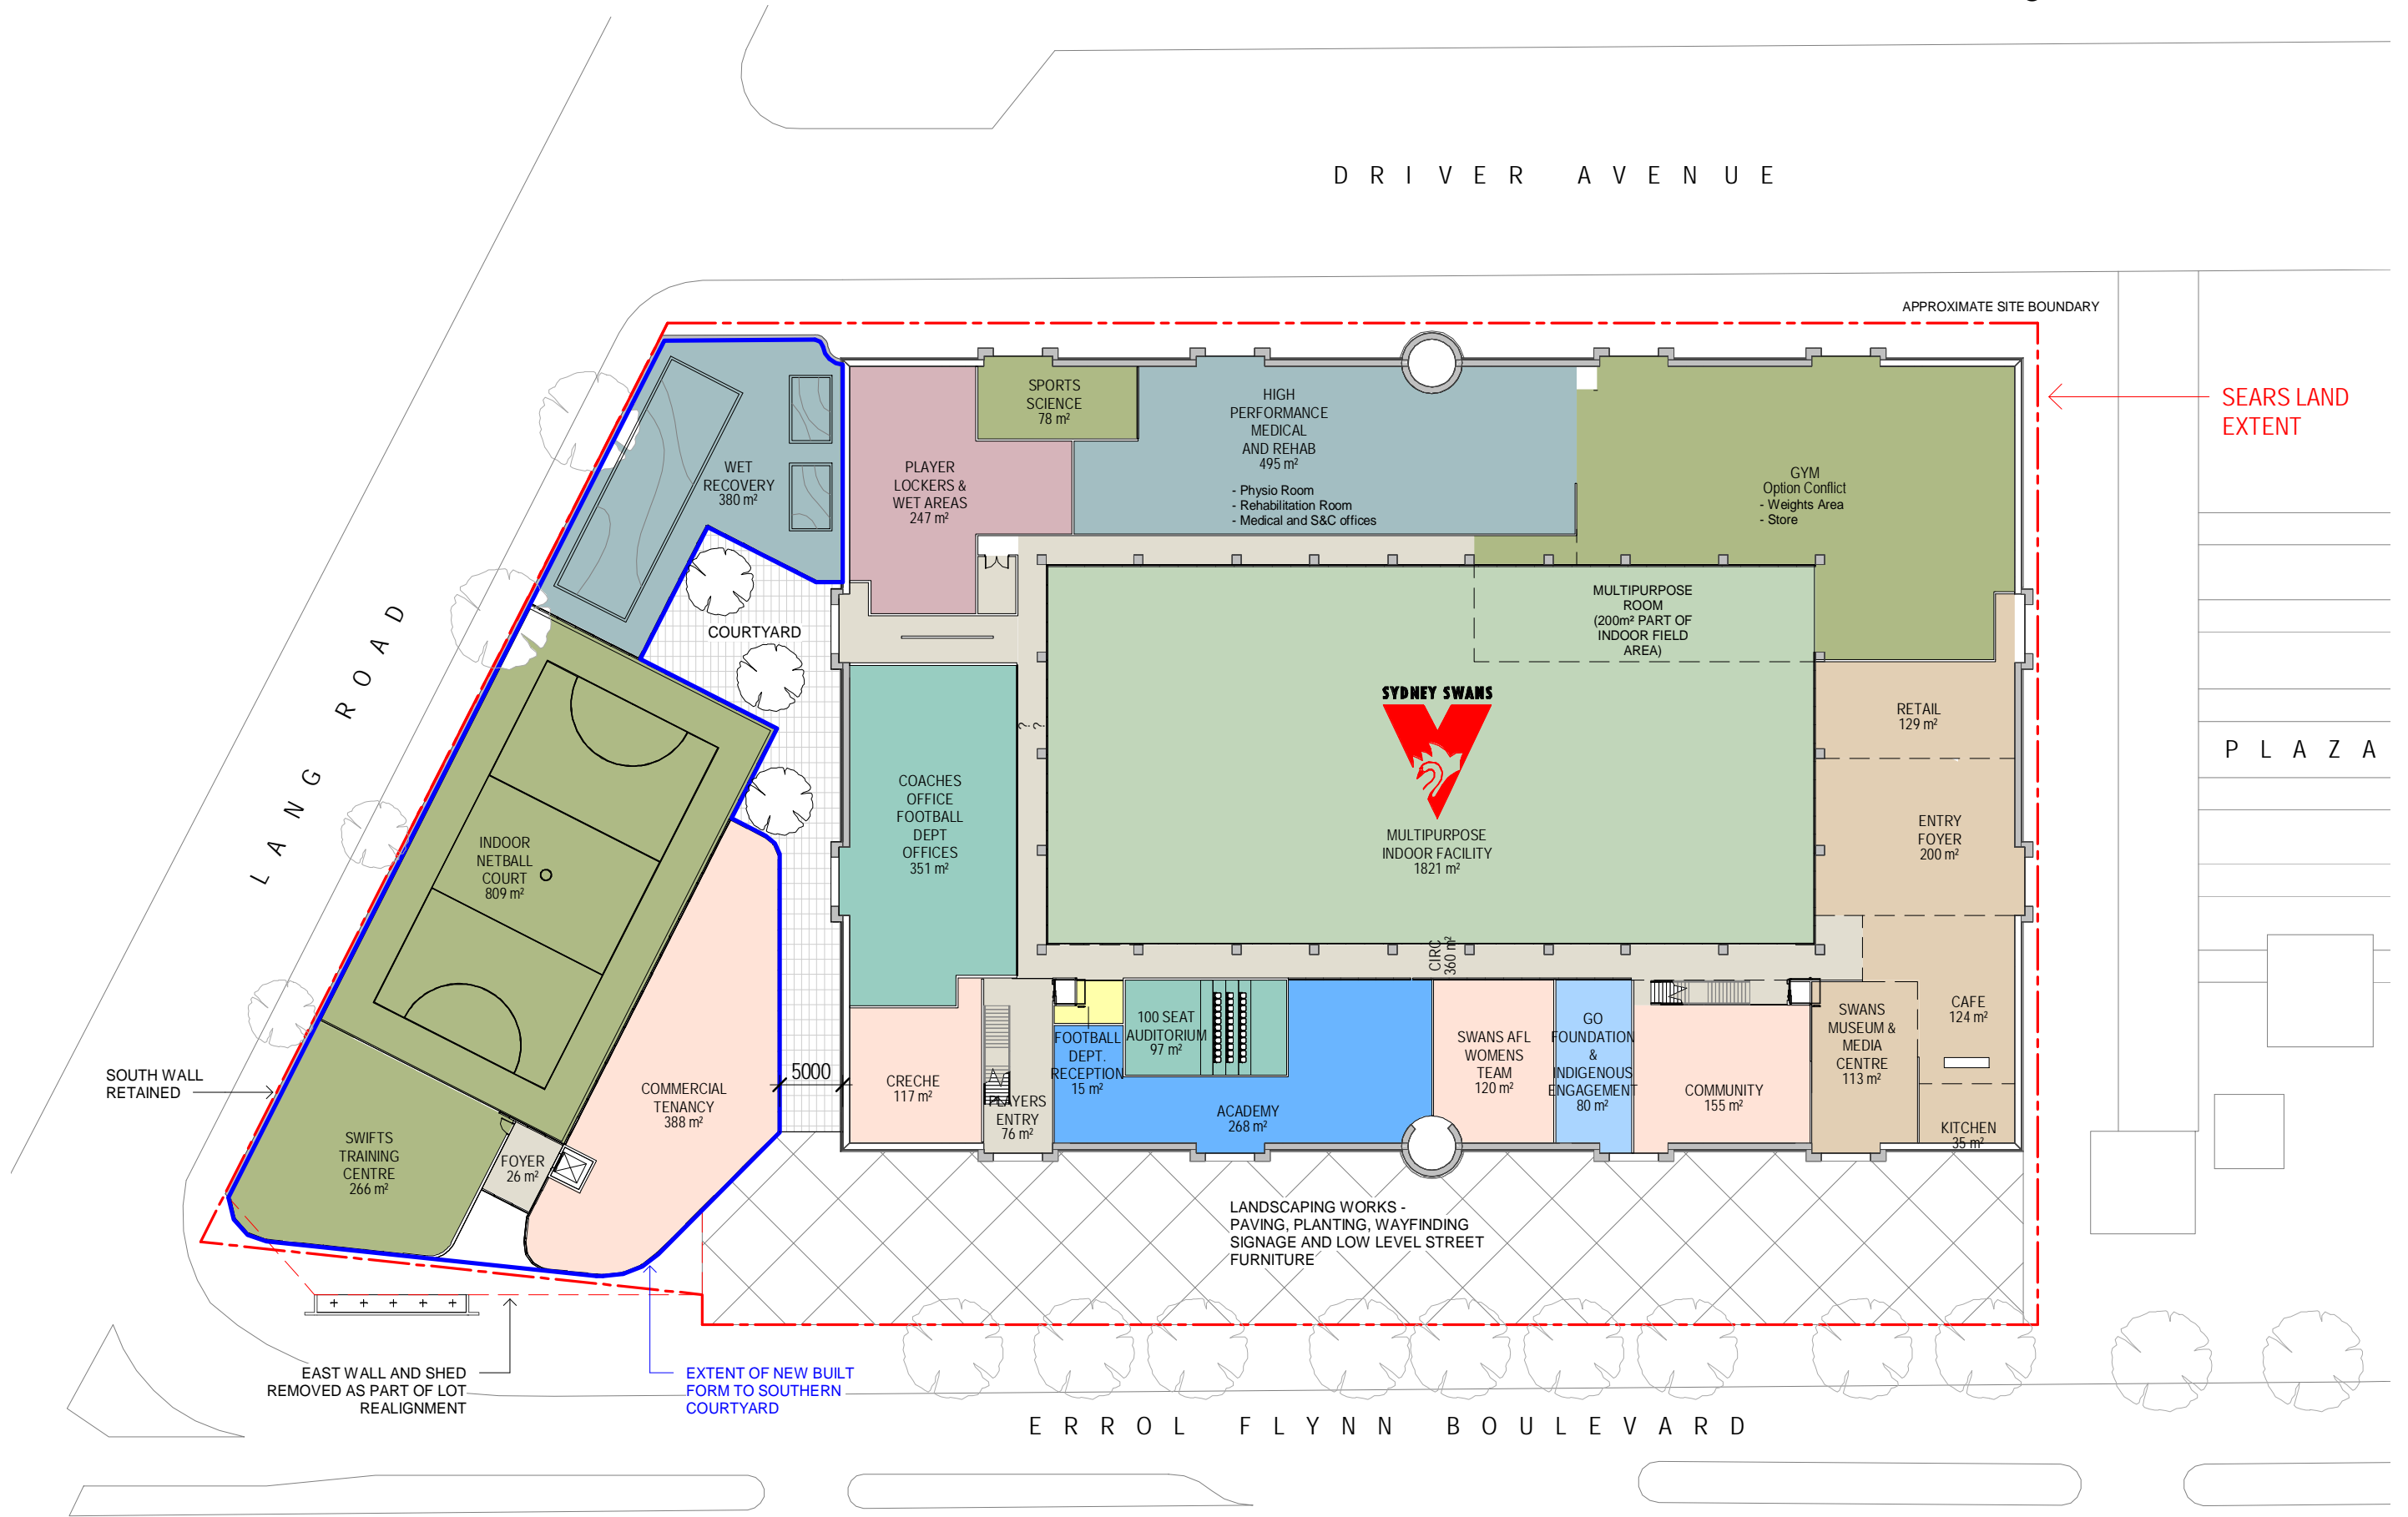 DRIVER AVENUE
APPROXIMATE SITE BOUNDARY
SEARS LAND
EXTENT
SPORTS
SCIENCE
78 m²
HIGH
PERFORMANCE
MEDICAL
AND REHAB
495 m²
- Physio Room
- Rehabilitation Room
- Medical and S&C offices
WET
RECOVERY
380 m²
PLAYER
LOCKERS &
WET AREAS
247 m²
GYM
Option Conflict
- Weights Area
- Store
MULTIPURPOSE
ROOM
(200m² PART OF
INDOOR FIELD
AREA)
COURTYARD
LANG ROAD
SYDNEY SWANS
MULTIPURPOSE
INDOOR FACILITY
1821 m²
?
?
RETAIL
129 m²
PLAZA
COACHES
OFFICE
FOOTBALL
DEPT
OFFICES
351 m²
ENTRY
FOYER
200 m²
INDOOR
NETBALL
COURT
809 m²
CIRC
360 m²
SOUTH WALL
RETAINED
COMMERCIAL
TENANCY
388 m²
5000
CRECHE
117 m²
PLAYERS
ENTRY
76 m²
FOOTBALL
DEPT.
RECEPTION
15 m²
100 SEAT
AUDITORIUM
97 m²
ACADEMY
268 m²
SWANS AFL
WOMENS
TEAM
120 m²
GO
FOUNDATION
&
INDIGENOUS
ENGAGEMENT
80 m²
COMMUNITY
155 m²
SWANS
MUSEUM &
MEDIA
CENTRE
113 m²
CAFE
124 m²
KITCHEN
35 m²
SWIFTS
TRAINING
CENTRE
266 m²
FOYER
26 m²
LANDSCAPING WORKS -
PAVING, PLANTING, WAYFINDING
SIGNAGE AND LOW LEVEL STREET
FURNITURE
EAST WALL AND SHED
REMOVED AS PART OF LOT
REALIGNMENT
EXTENT OF NEW BUILT
FORM TO SOUTHERN
COURTYARD
ERROL FLYNN BOULEVARD